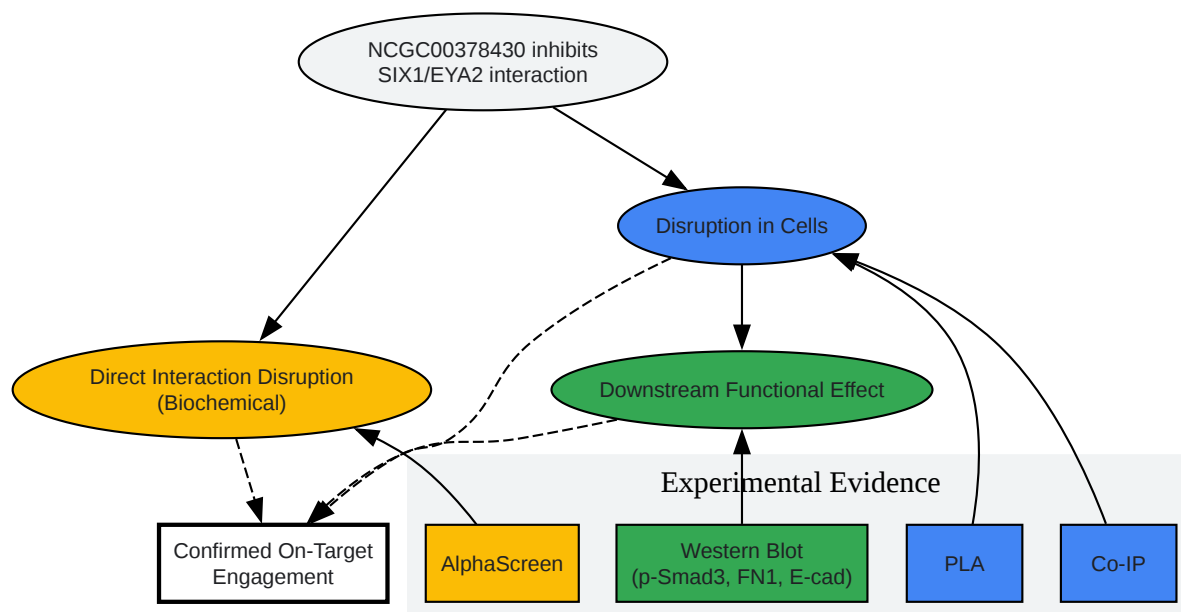 NCGC00378430 inhibits
SIX1/EYA2 interaction
Disruption in Cells
Direct Interaction Disruption
(Biochemical)
Downstream Functional Effect
Experimental Evidence
Confirmed On-Target
Engagement
AlphaScreen
Western Blot
(p-Smad3, FN1, E-cad)
PLA
Co-IP